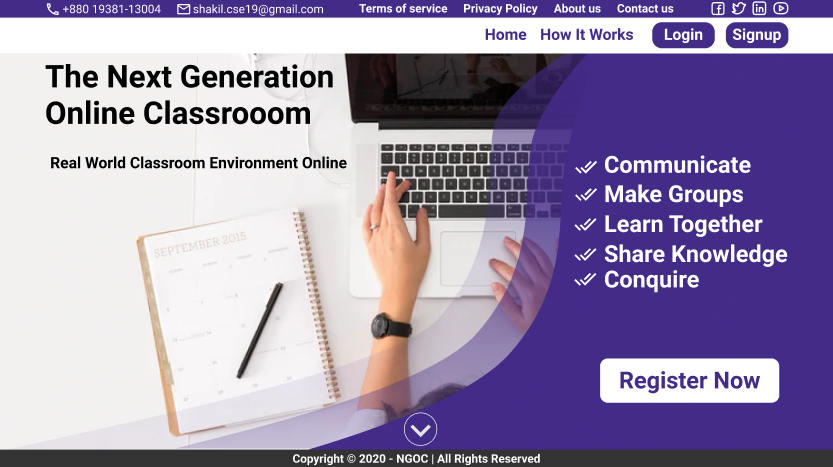 +880 19381-13004 shakil.cse19@gmail.com Terms of service Privacy Policy About us Contact us
Home How It Works Login Signup
The Next Generation
Online Classrooom
Real World Classroom Environment Online
Communicate
Make Groups
Learn Together
Share Knowledge
Conquire
SEPTEMBER 2015
Register Now
Copyright © 2020 - NGOC | All Rights Reserved